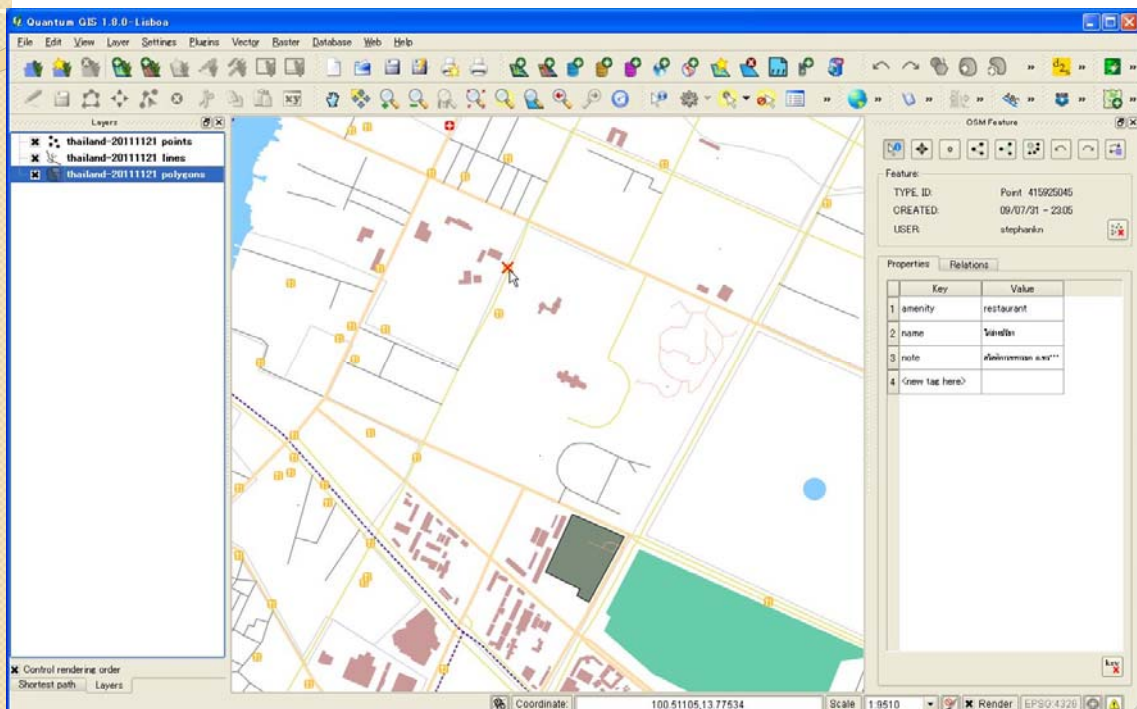 Quantum GIS 1.8.0-Lisboa
File Edit View Layer Settings Plugins Vector Raster Database Web Help
Layers
thailand-20111121 points
thailand-20111121 lines
thailand-20111121 polygons
Control rendering order
Shortest path Layers
OSM Feature
Feature:
TYPE, ID: Point 415925045
CREATED: 09/07/31 - 23:05
USER: stephankn
Properties Relations
Key Value
1 amenity restaurant
2 name
3 note
4 <new tag here>
Coordinate: 100.51105,13.77534 Scale 1:9510 Render EPSG:4326